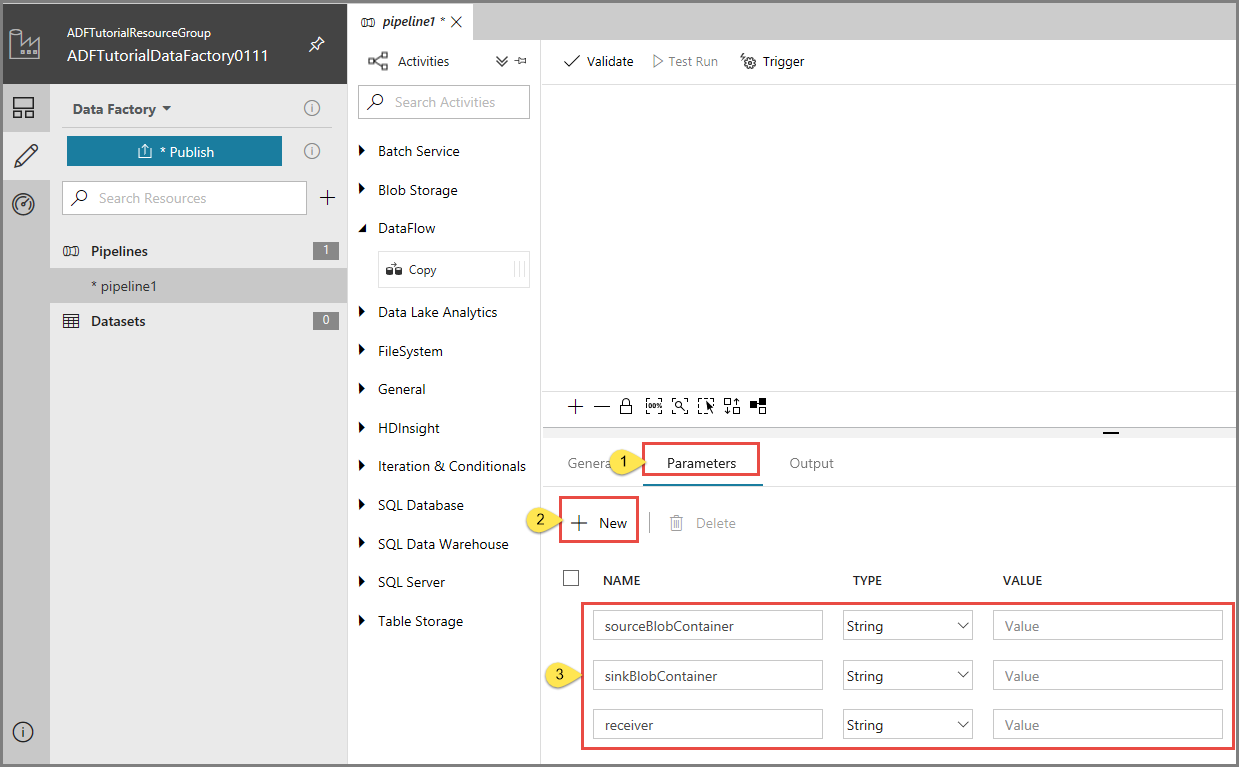 ADFTutorialResourceGroup
ADFTutorialDataFactory0111
Data Factory
* Publish
Search Resources
Pipelines
1
* pipeline1
Datasets
0
pipeline1 *
Activities
Search Activities
Batch Service
Blob Storage
DataFlow
Copy
Data Lake Analytics
FileSystem
General
HDInsight
Iteration & Conditionals
SQL Database
SQL Data Warehouse
SQL Server
Table Storage
Validate
Test Run
Trigger
100%
Genera
1
Parameters
Output
2
New
Delete
NAME TYPE VALUE
sourceBlobContainer String Value
3
sinkBlobContainer String Value
receiver String Value